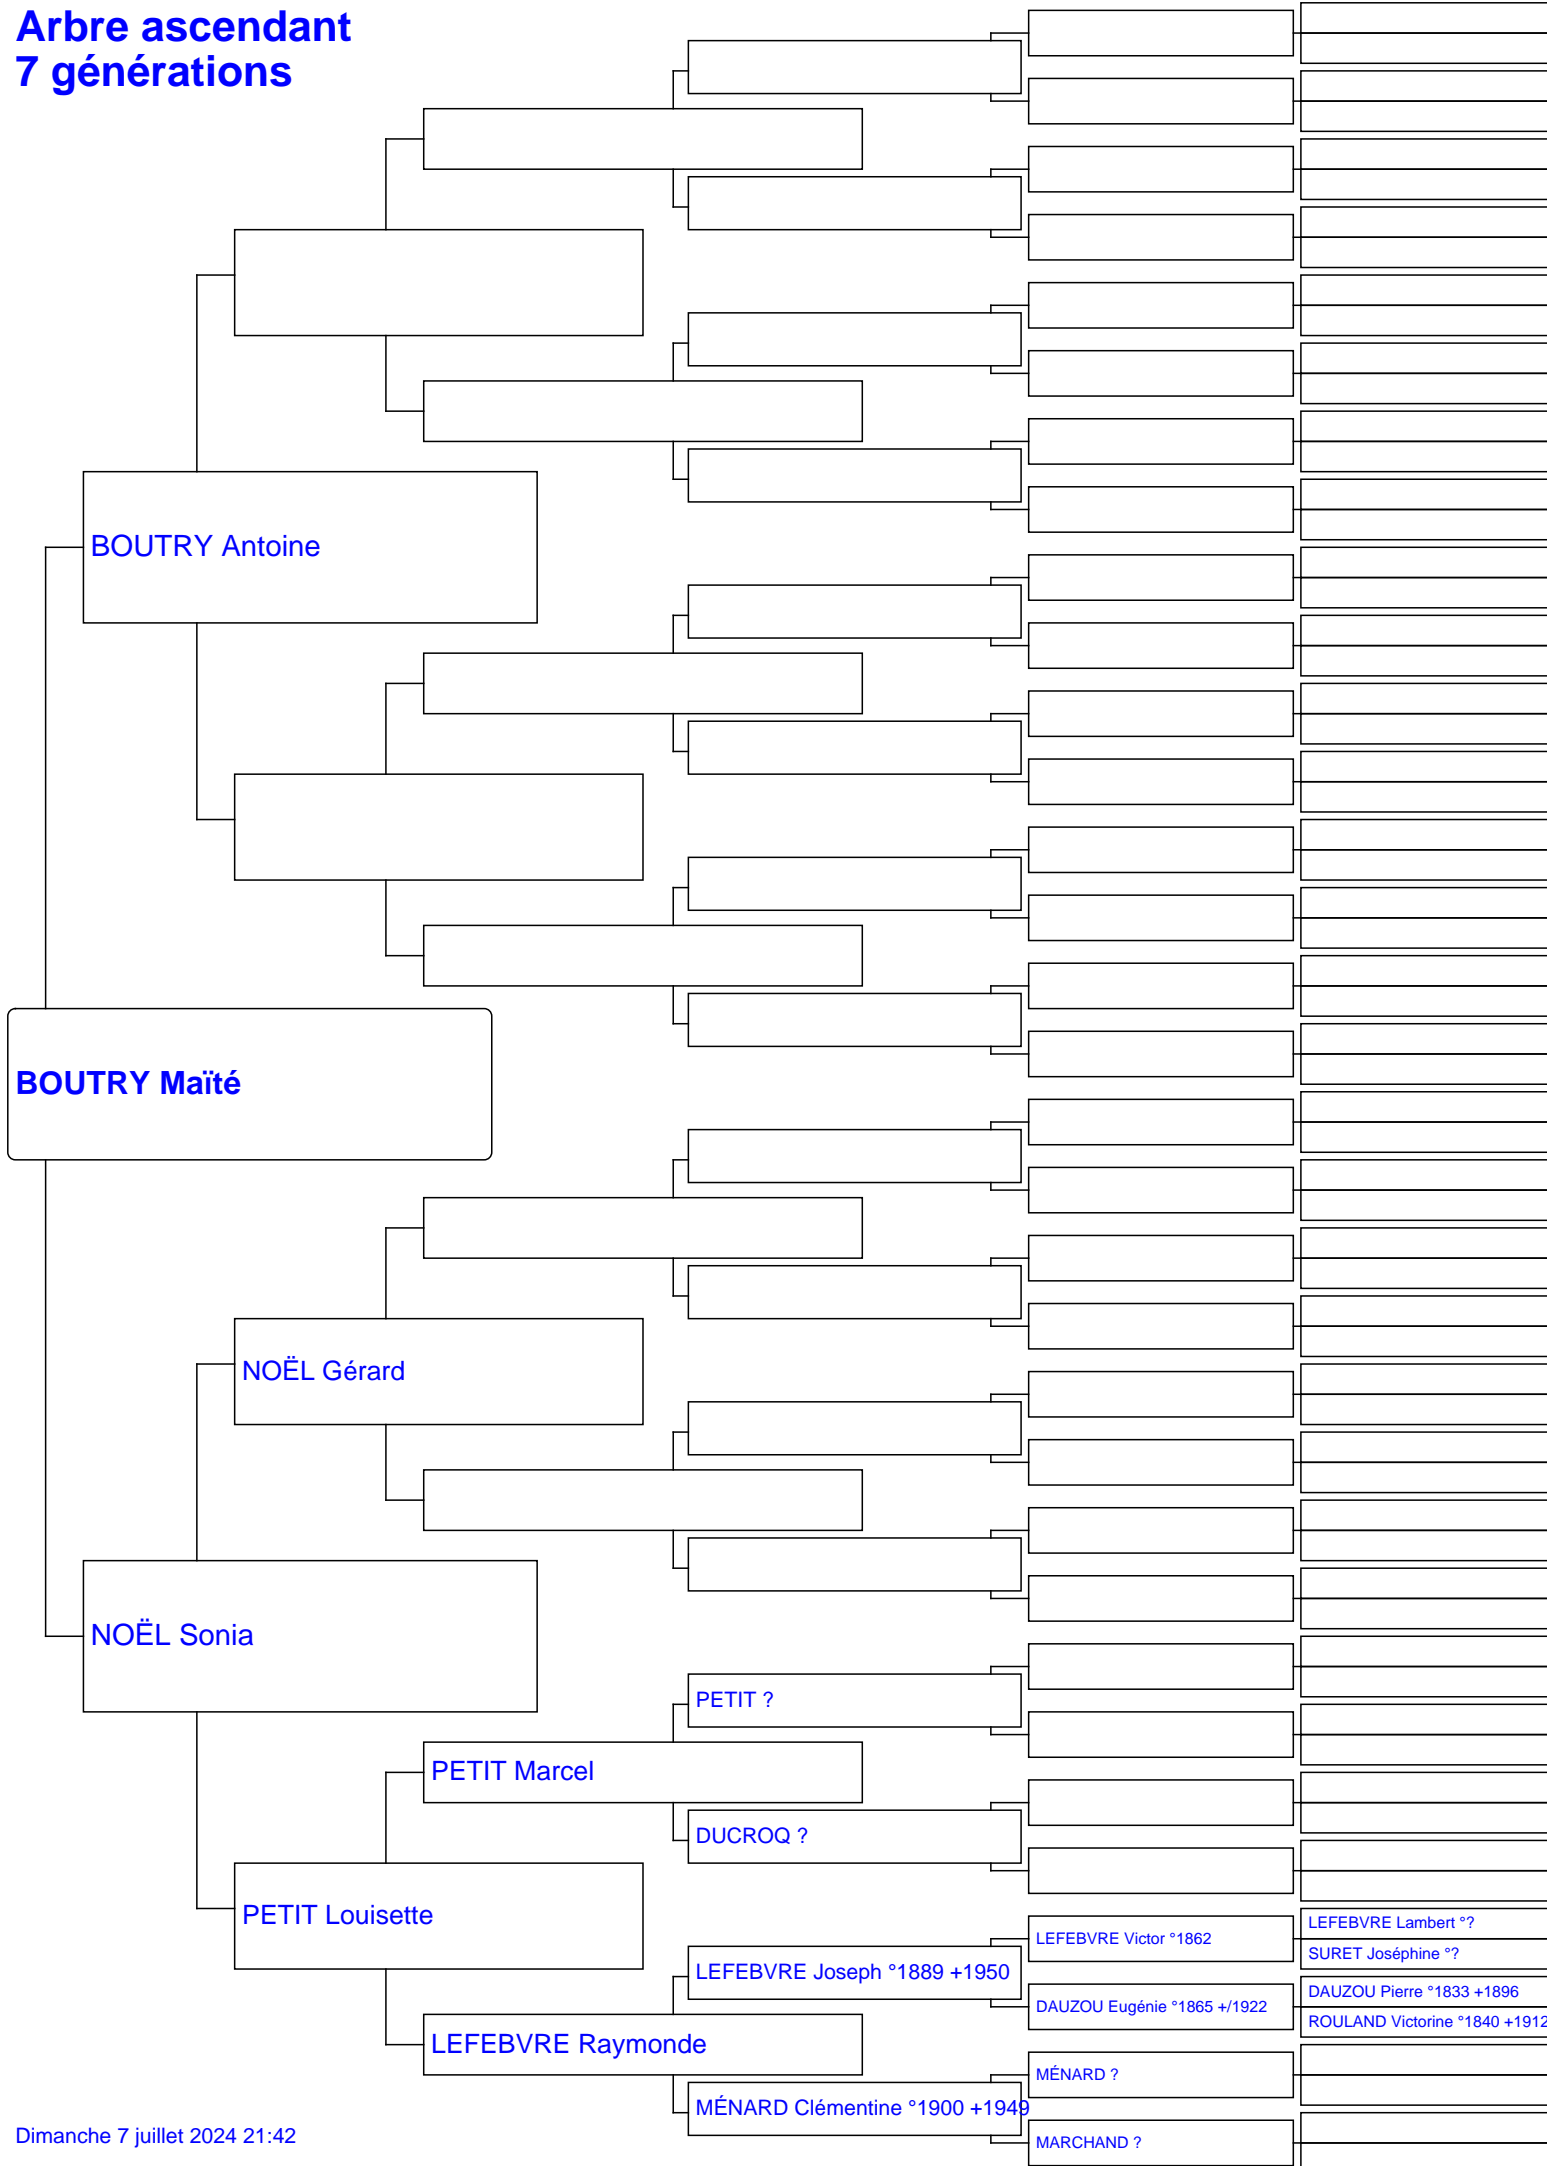 Arbre ascendant
7 générations
BOUTRY Antoine
BOUTRY Maïté
NOËL Gérard
NOËL Sonia
PETIT ?
PETIT Marcel
DUCROQ ?
PETIT Louisette
LEFEBVRE Lambert °?
LEFEBVRE Victor °1862
SURET Joséphine °?
LEFEBVRE Joseph °1889 +1950
DAUZOU Pierre °1833 +1896
DAUZOU Eugénie °1865 +/1922
ROULAND Victorine °1840 +1912
LEFEBVRE Raymonde
MÉNARD ?
MÉNARD Clémentine °1900 +1949
MARCHAND ?
Dimanche 7 juillet 2024 21:42